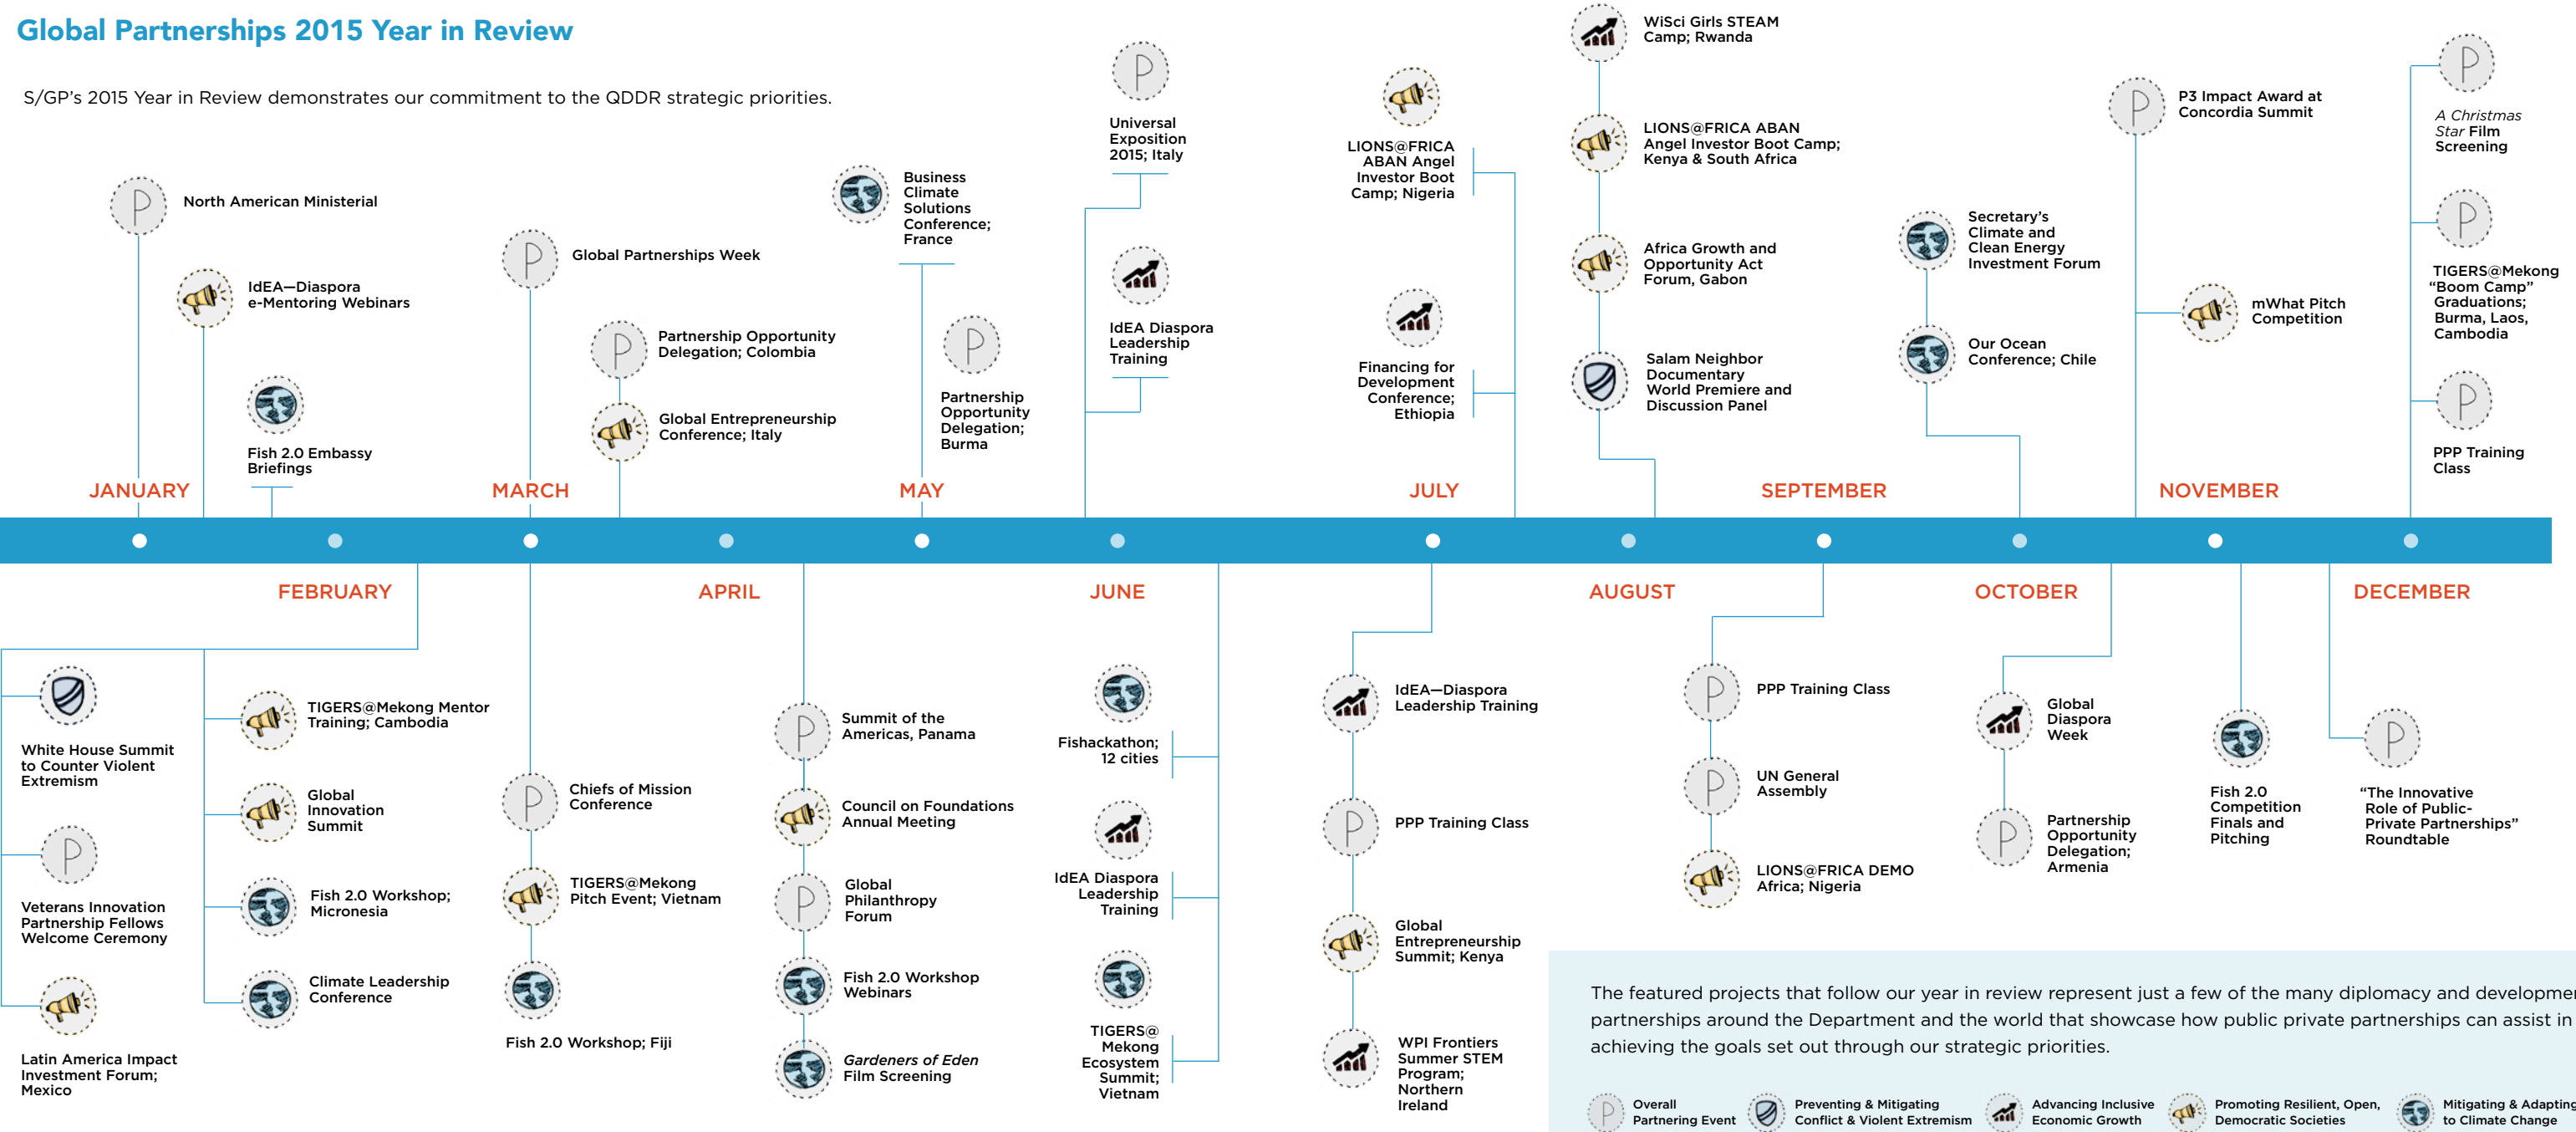 Global Partnerships 2015 Year in Review
S/GP's 2015 Year in Review demonstrates our commitment to the QDDR strategic priorities.
North American Ministerial
IdEA—Diaspora
e-Mentoring Webinars
Fish 2.0 Embassy
Briefings
JANUARY
Global Partnerships Week
Partnership Opportunity
Delegation; Colombia
Global Entrepreneurship
Conference; Italy
MARCH
Business
Climate
Solutions
Conference;
France
Partnership
Opportunity
Delegation;
Burma
MAY
Universal
Exposition
2015; Italy
IdEA Diaspora
Leadership
Training
LIONS@FRICA
ABAN Angel
Investor Boot
Camp; Nigeria
Financing for
Development
Conference;
Ethiopia
JULY
WiSci Girls STEAM
Camp; Rwanda
LIONS@FRICA ABAN
Angel Investor Boot Camp;
Kenya & South Africa
Africa Growth and
Opportunity Act
Forum, Gabon
Salam Neighbor
Documentary
World Premiere and
Discussion Panel
Secretary's
Climate and
Clean Energy
Investment Forum
Our Ocean
Conference; Chile
SEPTEMBER
P3 Impact Award at
Concordia Summit
mWhat Pitch
Competition
NOVEMBER
A Christmas
Star Film
Screening
TIGERS@Mekong
"Boom Camp"
Graduations;
Burma, Laos,
Cambodia
PPP Training
Class
FEBRUARY
White House Summit
to Counter Violent
Extremism
Veterans Innovation
Partnership Fellows
Welcome Ceremony
Latin America Impact
Investment Forum;
Mexico
TIGERS@Mekong Mentor
Training; Cambodia
Global
Innovation
Summit
Fish 2.0 Workshop;
Micronesia
Climate Leadership
Conference
Chiefs of Mission
Conference
TIGERS@Mekong
Pitch Event; Vietnam
Fish 2.0 Workshop; Fiji
APRIL
Summit of the
Americas, Panama
Council on Foundations
Annual Meeting
Global
Philanthropy
Forum
Fish 2.0 Workshop
Webinars
Gardeners of Eden
Film Screening
JUNE
Fishackathon;
12 cities
IdEA Diaspora
Leadership
Training
TIGERS@
Mekong
Ecosystem
Summit;
Vietnam
IdEA—Diaspora
Leadership Training
PPP Training Class
Global
Entrepreneurship
Summit; Kenya
WPI Frontiers
Summer STEM
Program;
Northern
Ireland
AUGUST
PPP Training Class
UN General
Assembly
LIONS@FRICA DEMO
Africa; Nigeria
OCTOBER
Global
Diaspora
Week
Partnership
Opportunity
Delegation;
Armenia
Fish 2.0
Competition
Finals and
Pitching
DECEMBER
"The Innovative
Role of Public-
Private Partnerships"
Roundtable
The featured projects that follow our year in review represent just a few of the many diplomacy and developmen
partnerships around the Department and the world that showcase how public private partnerships can assist in
achieving the goals set out through our strategic priorities.
Overall
Partnering Event
Preventing & Mitigating
Conflict & Violent Extremism
Advancing Inclusive
Economic Growth
Promoting Resilient, Open,
Democratic Societies
Mitigating & Adapting
to Climate Change